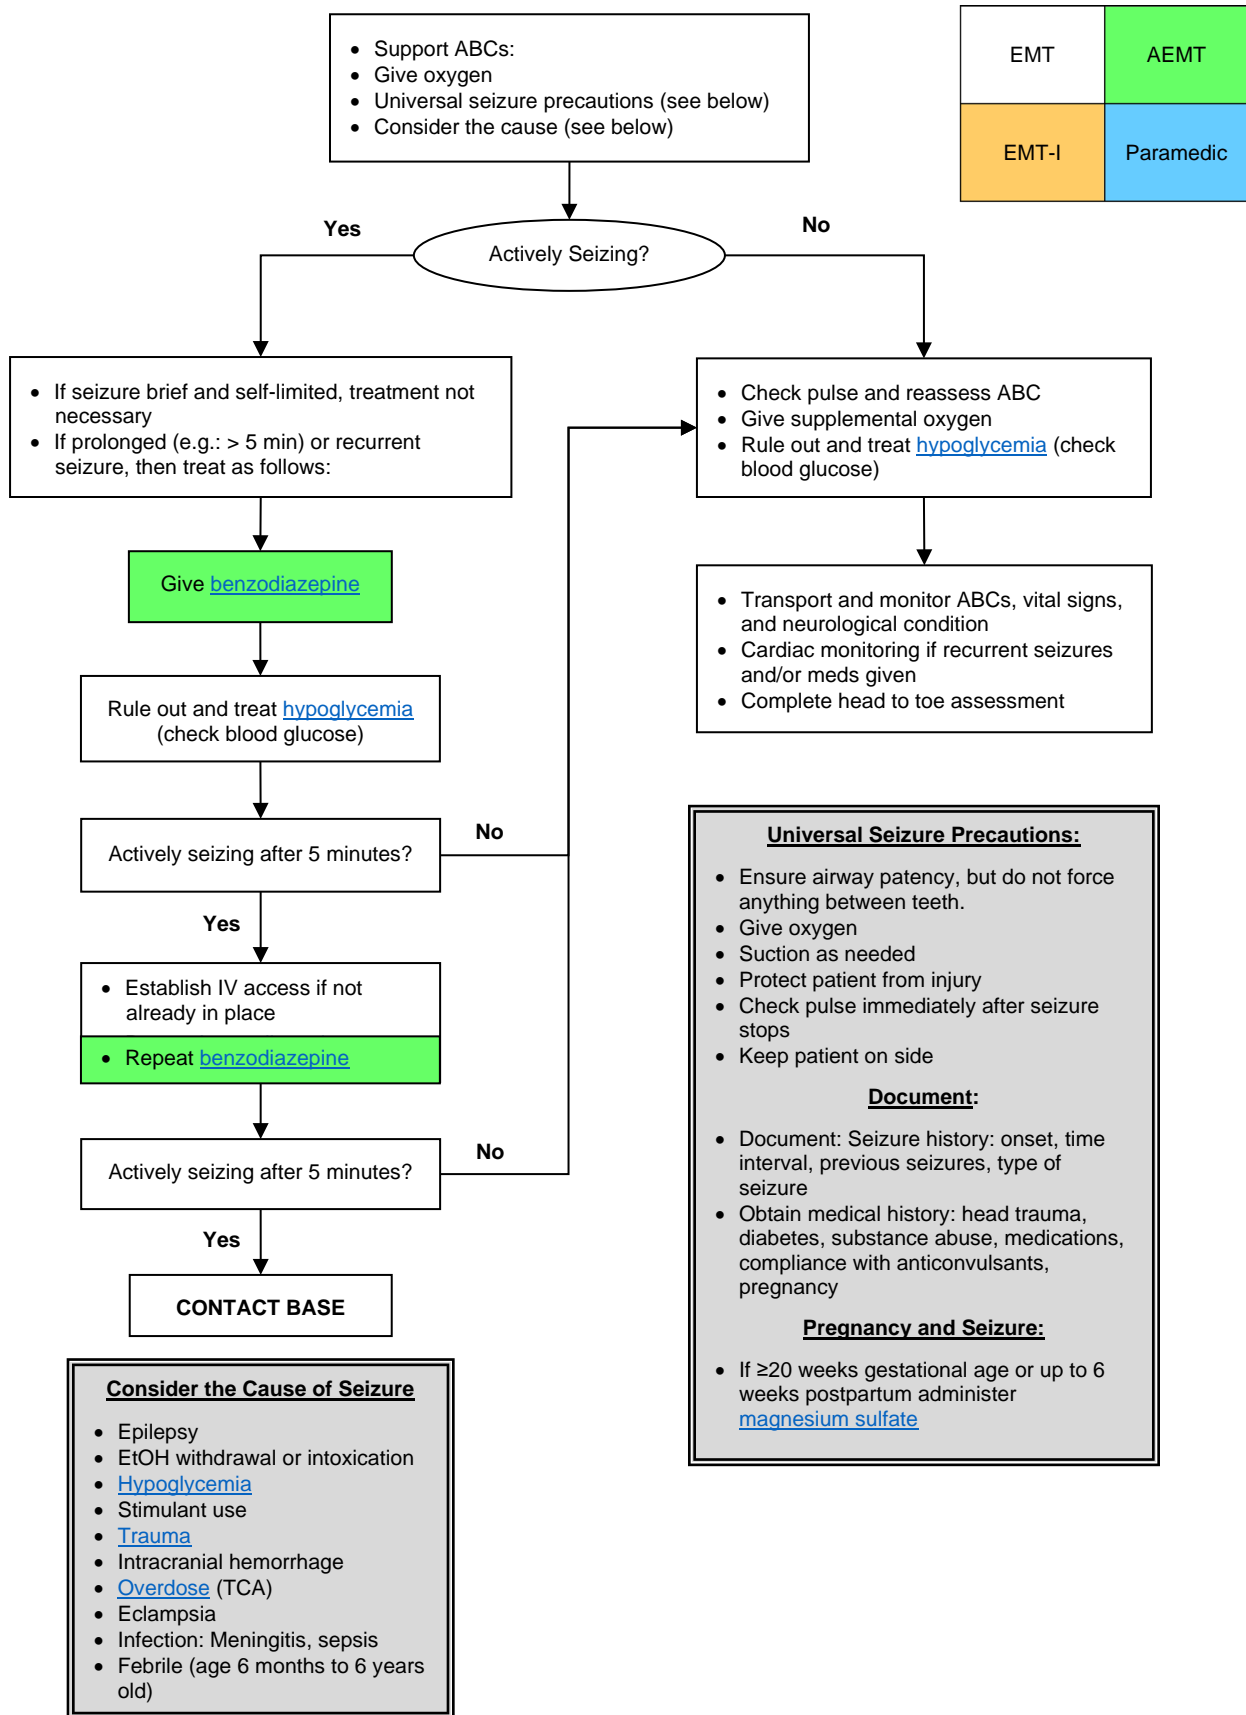 • Support ABCs:
• Give oxygen
• Universal seizure precautions (see below)
• Consider the cause (see below)
EMT
AEMT
EMT-I
Paramedic
Yes
No
Actively Seizing?
• If seizure brief and self-limited, treatment not
necessary
• If prolonged (e.g.: > 5 min) or recurrent
seizure, then treat as follows:
• Check pulse and reassess ABC
• Give supplemental oxygen
• Rule out and treat hypoglycemia (check
blood glucose)
Give benzodiazepine
• Transport and monitor ABCs, vital signs,
and neurological condition
• Cardiac monitoring if recurrent seizures
and/or meds given
• Complete head to toe assessment
Rule out and treat hypoglycemia
(check blood glucose)
Actively seizing after 5 minutes?
No
Yes
• Establish IV access if not
already in place
• Repeat benzodiazepine
Actively seizing after 5 minutes?
No
Yes
CONTACT BASE
Universal Seizure Precautions:
• Ensure airway patency, but do not force
anything between teeth.
• Give oxygen
• Suction as needed
• Protect patient from injury
• Check pulse immediately after seizure
stops
• Keep patient on side
Document:
• Document: Seizure history: onset, time
interval, previous seizures, type of
seizure
• Obtain medical history: head trauma,
diabetes, substance abuse, medications,
compliance with anticonvulsants,
pregnancy
Pregnancy and Seizure:
• If ≥20 weeks gestational age or up to 6
weeks postpartum administer
magnesium sulfate
Consider the Cause of Seizure
• Epilepsy
• EtOH withdrawal or intoxication
• Hypoglycemia
• Stimulant use
• Trauma
• Intracranial hemorrhage
• Overdose (TCA)
• Eclampsia
• Infection: Meningitis, sepsis
• Febrile (age 6 months to 6 years
old)